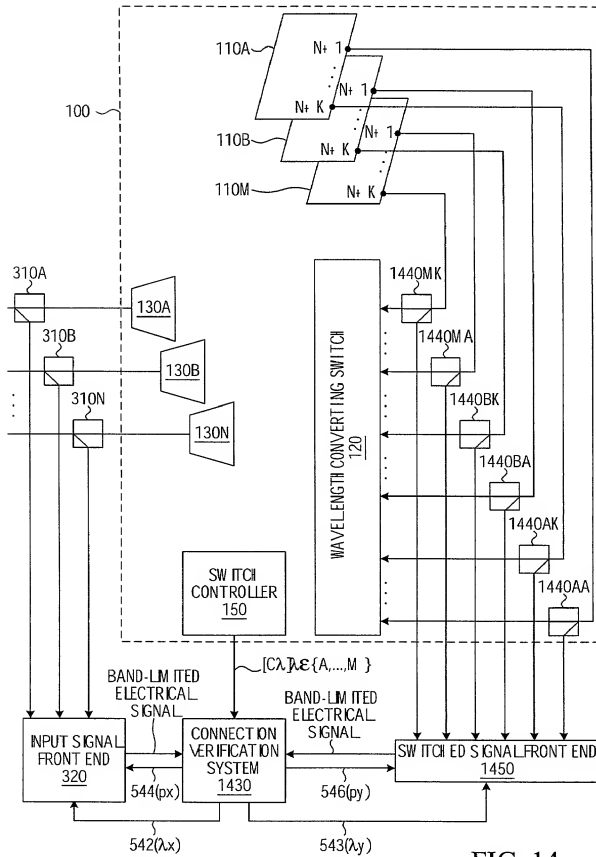 110A
N+ 1
100
N+ K
N+ 1
110B
N+ K
N+ 1
110M
N+ K
310A
1440MK
130A
310B
1440MA
130B
310N
1440BK
130N
WAVELENGTH CONVERTING SWITCH
120
1440BA
1440AK
SWITCH
CONTROLLER
150
1440AA
[Cλ]λε{A,...,M }
BAND-LIMITED
ELECTRICAL
SIGNAL
BAND-LIMITED
ELECTRICAL
SIGNAL
INPUT SIGNAL
FRONT END
320
CONNECTION
VERIFICATION
SYSTEM
1430
SWITCHED SIGNAL FRONT END
1450
544(px)
546(py)
542(λx)
543(λy)
FIG. 14